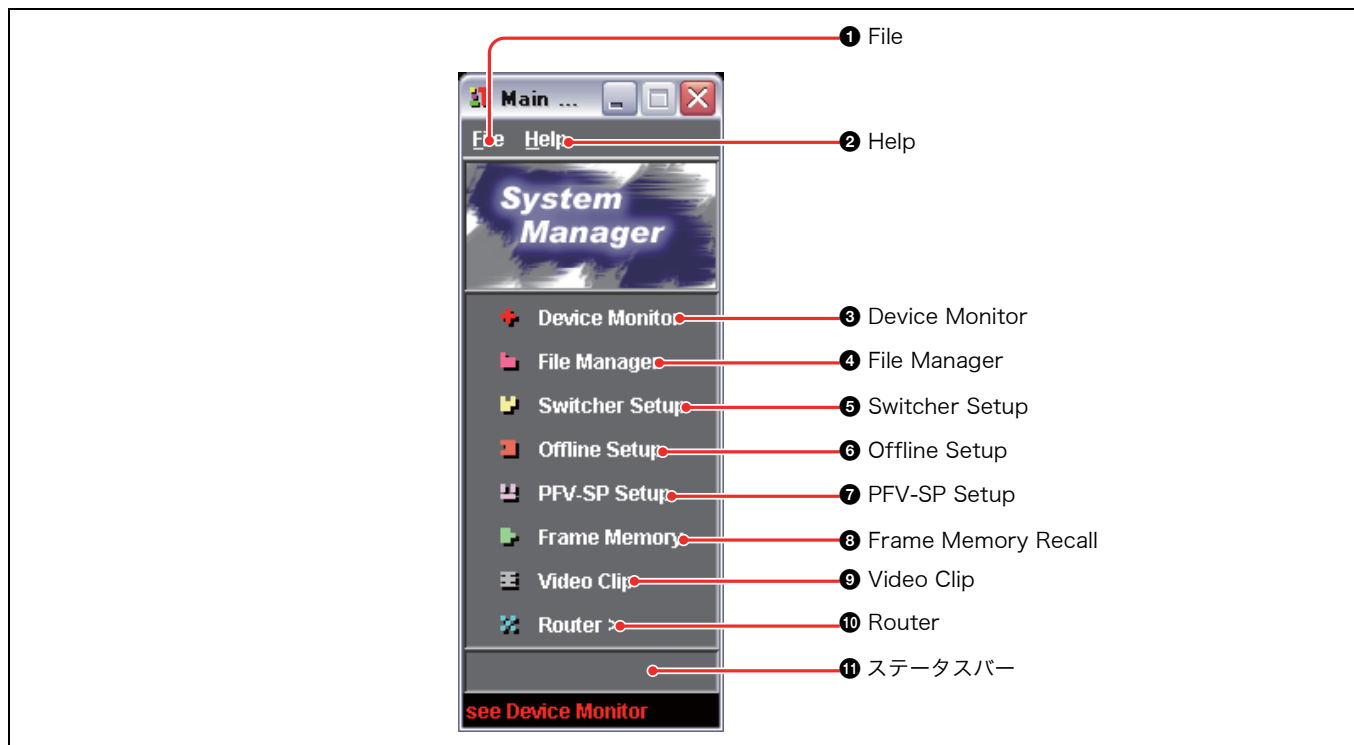 ❶ File
Main ...
File Help
❷ Help
System
Manager
Device Monitor
❸ Device Monitor
File Manager
❹ File Manager
Switcher Setup
❺ Switcher Setup
Offline Setup
❻ Offline Setup
PFV-SP Setup
❼ PFV-SP Setup
Frame Memory
❽ Frame Memory Recall
Video Clip
❾ Video Clip
Router >
❿ Router
⓫ ステータスバー
see Device Monitor